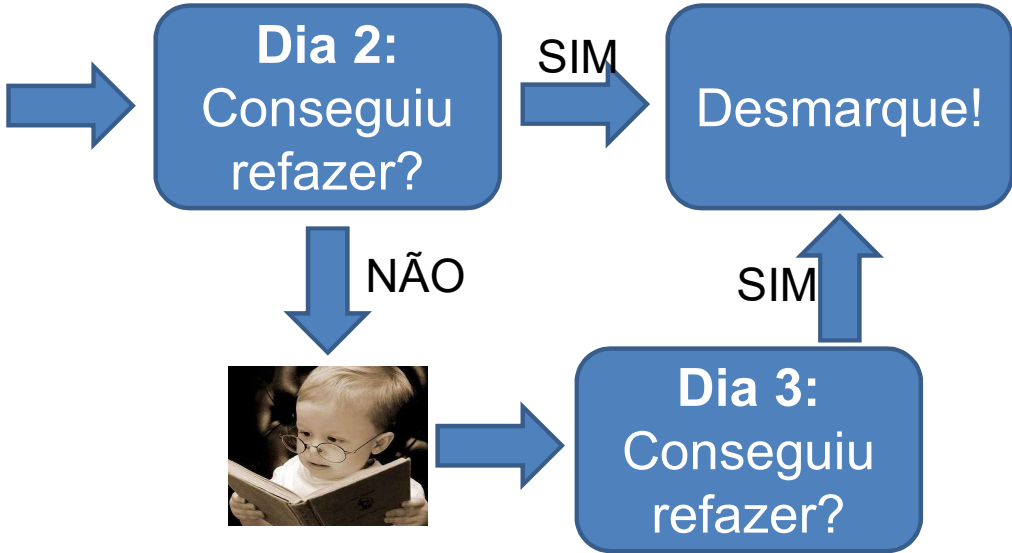 Dia 2:
Conseguiu
refazer?
SIM
Desmarque!
NÃO
SIM
Dia 3:
Conseguiu
refazer?